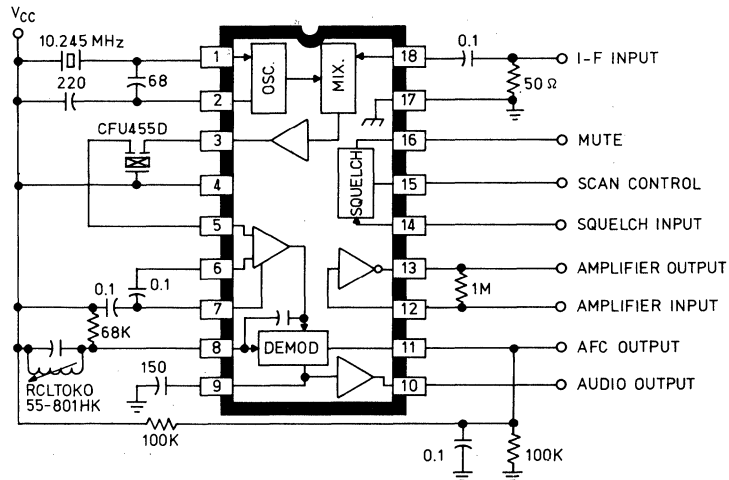 VCC
10.245 MHz
220
68
CFU455D
0.1
0.1
68K
RCLTOKO
55-801HK
150
100K
1
2
3
4
5
6
7
8
9
OSC.
MIX.
SQUELCH
DEMOD
18
17
16
15
14
13
12
11
10
0.1
50 Ω
I-F INPUT
MUTE
SCAN CONTROL
SQUELCH INPUT
AMPLIFIER OUTPUT
1M
AMPLIFIER INPUT
AFC OUTPUT
AUDIO OUTPUT
0.1
100K